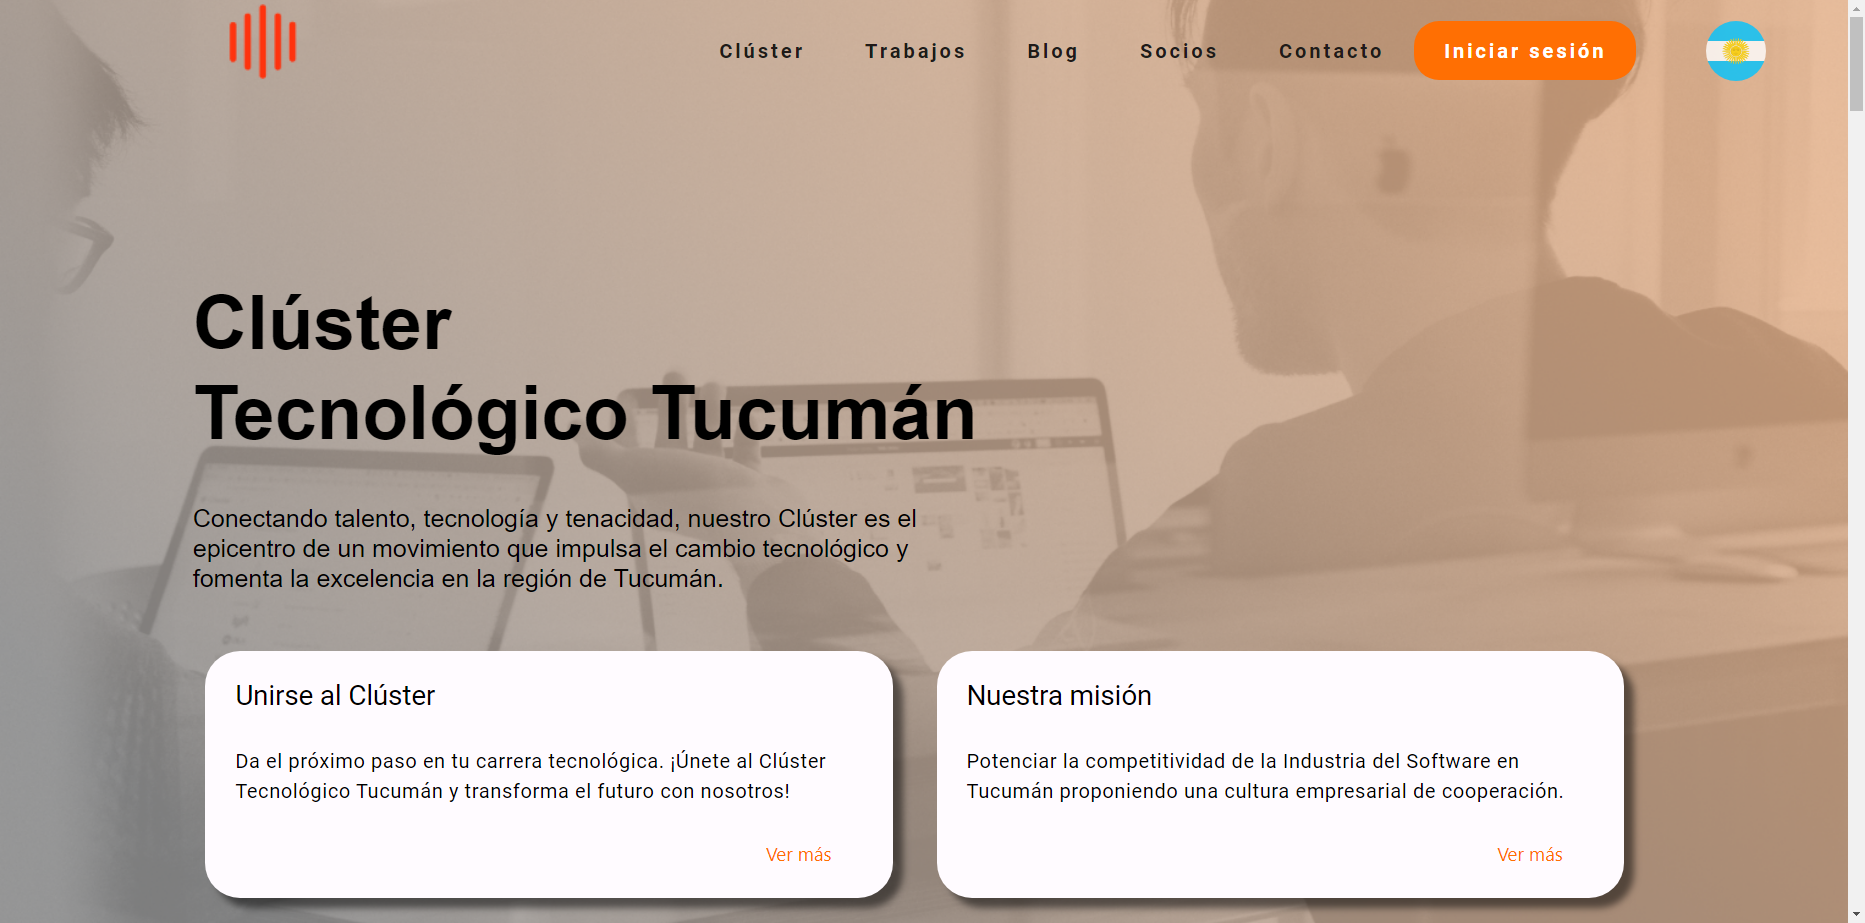 Clúster
Trabajos
Blog
Socios
Contacto
Iniciar sesión
Clúster
Tecnológico Tucumán
Conectando talento, tecnología y tenacidad, nuestro Clúster es el
epicentro de un movimiento que impulsa el cambio tecnológico y
fomenta la excelencia en la región de Tucumán.
Unirse al Clúster
Da el próximo paso en tu carrera tecnológica. ¡Únete al Clúster
Tecnológico Tucumán y transforma el futuro con nosotros!
Ver más
Nuestra misión
Potenciar la competitividad de la Industria del Software en
Tucumán proponiendo una cultura empresarial de cooperación.
Ver más